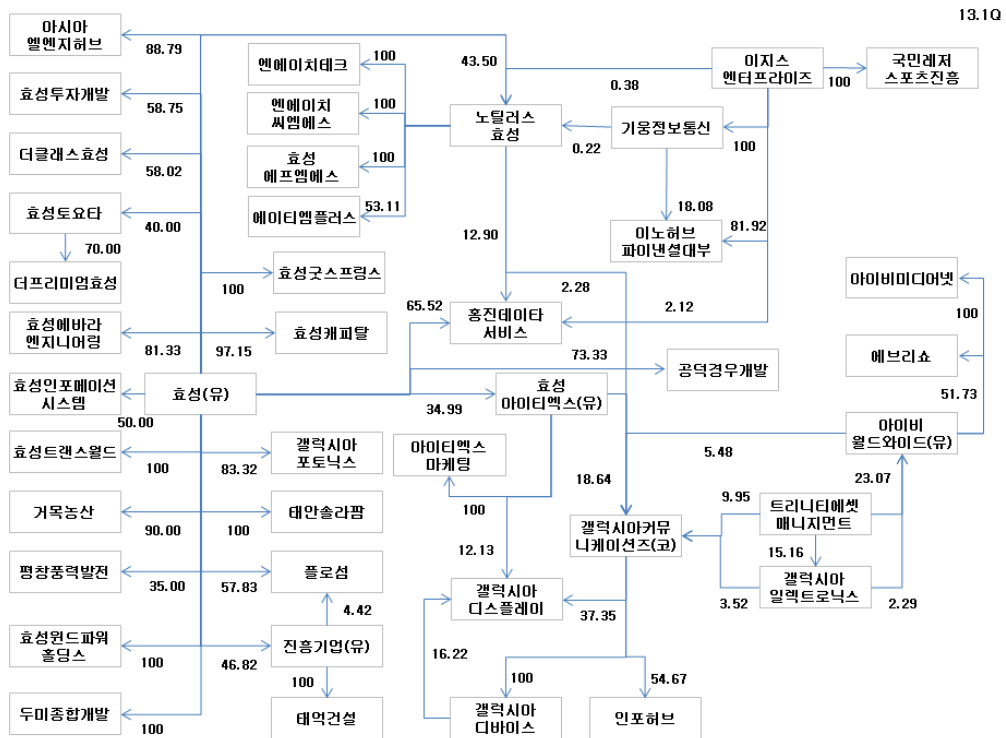 13.1Q
아시아
엘엔지허브
88.79
효성투자개발
58.75
더클래스효성
58.02
효성토요타
40.00
70.00
더프리미엄효성
효성에바라
엔지니어링
81.33
효성인포메이션
시스템
50.00
효성트랜스월드
100
거목농산
90.00
평창풍력발전
35.00
효성윈드파워
홀딩스
100
두미종합개발
100
효성(유)
엔에이치테크
100
엔에이치
씨엠에스
100
효성
에프엠에스
100
에이티엠플러스
53.11
효성굿스프링스
100
효성캐피탈
97.15
갤럭시아
포토닉스
83.32
태안솔라팜
100
플로섬
57.83
4.42
진흥기업(유)
46.82
100
태억건설
43.50
노틸러스
효성
0.38
0.22
기웅정보통신
100
이지스
엔터프라이즈
100
국민레저
스포츠진흥
18.08
81.92
이노허브
파이낸셜대부
12.90
2.28
65.52
홍진데이타
서비스
2.12
73.33
공덕경우개발
34.99
효성
아이티엑스(유)
아이티엑스
마케팅
100
18.64
12.13
갤럭시아
디스플레이
37.35
16.22
100
갤럭시아
디바이스
54.67
인포허브
갤럭시아커뮤
니케이션즈(코)
아이비미디어넷
100
에브리쇼
51.73
아이비
월드와이드(유)
5.48
23.07
9.95
트리니티에셋
매니지먼트
15.16
갤럭시아
일렉트로닉스
3.52
2.29